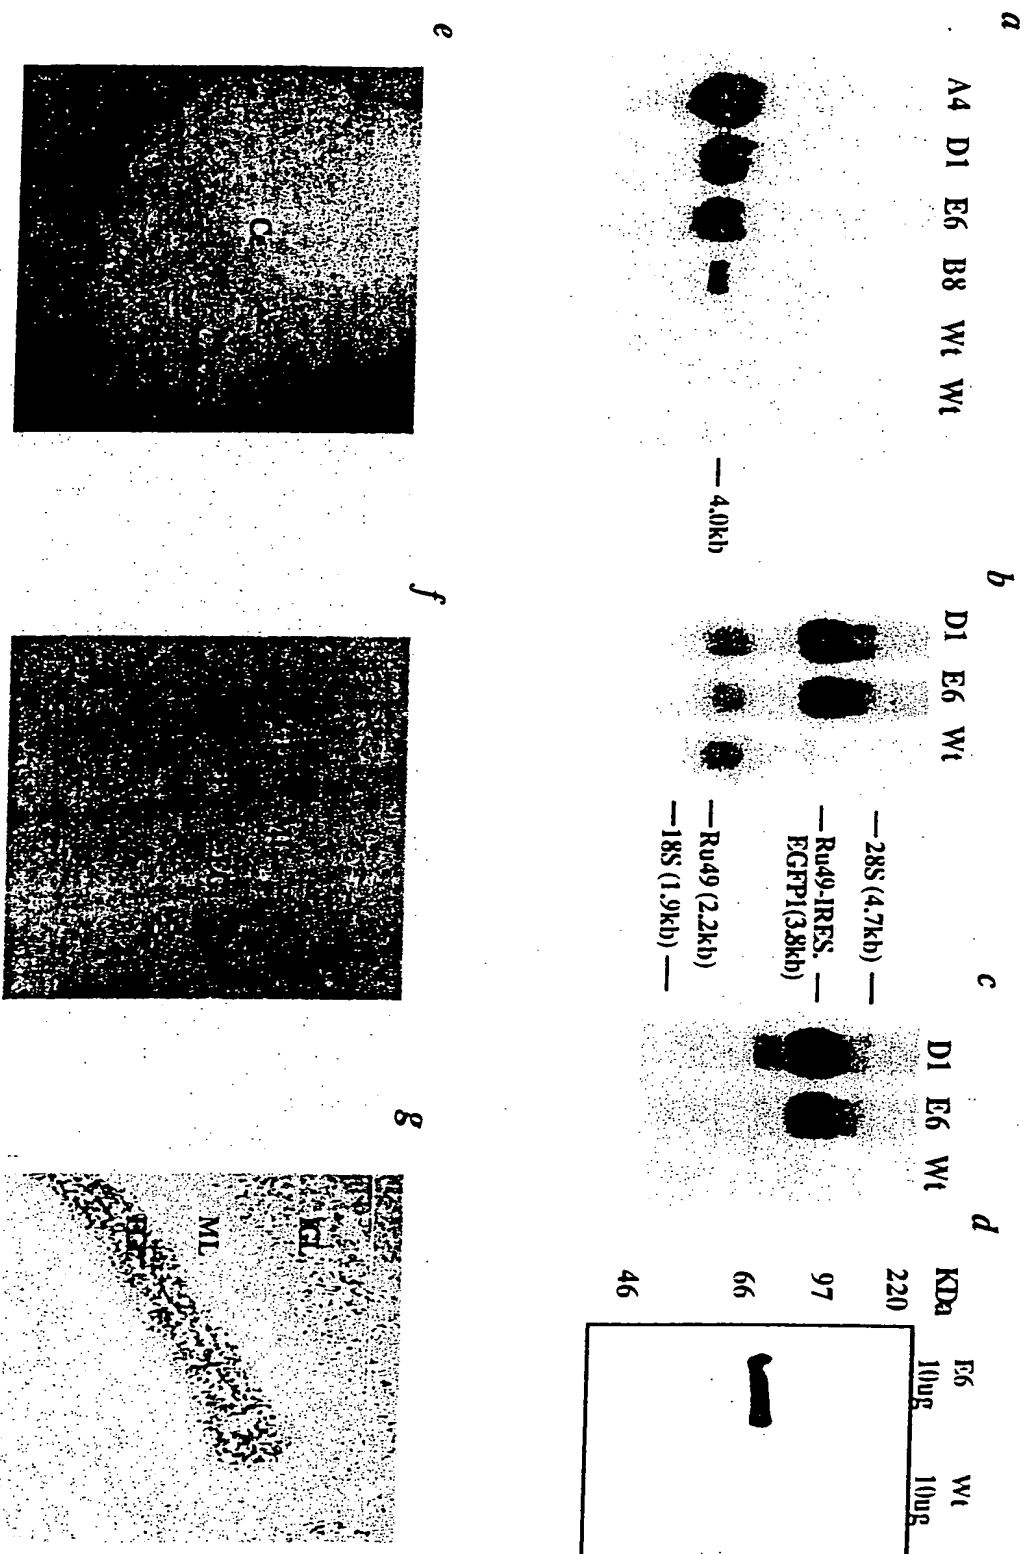 a
A4 D1 E6 B8 Wt Wt
— 4.0kb
b
D1 E6 Wt
— 28S (4.7kb) —
— Ru49-IRES. —
EGFP1(3.8kb)
— Ru49 (2.2kb)
— 18S (1.9kb) —
c
D1 E6 Wt
d
KDa E6 Wt
10ug 10ug
220
97
66
46
e
C
f
g
IGL
ML